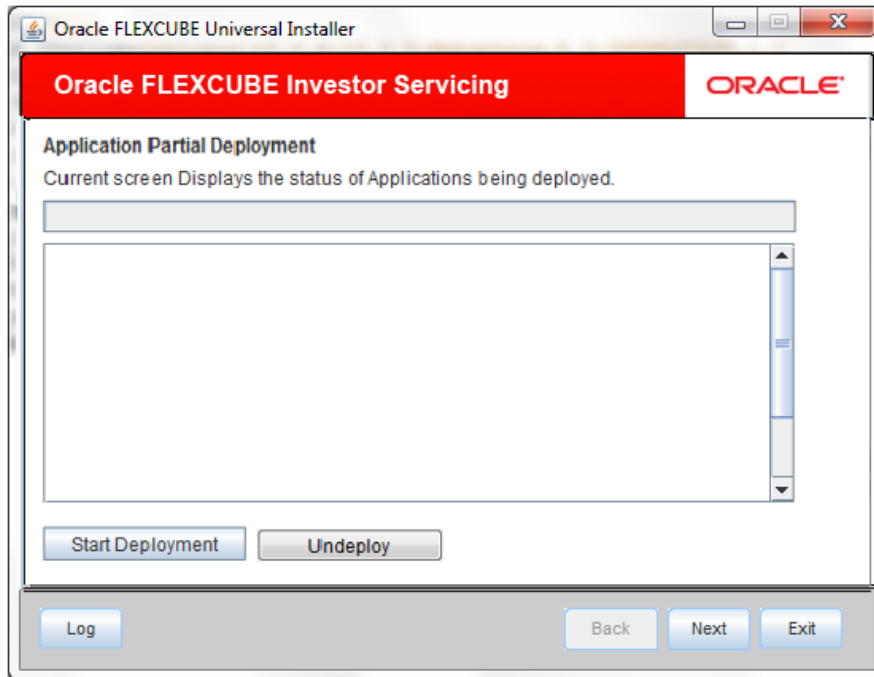 Oracle FLEXCUBE Universal Installer
Oracle FLEXCUBE Investor Servicing
ORACLE
Application Partial Deployment
Current screen Displays the status of Applications being deployed.
Start Deployment Undeploy
Log Back Next Exit